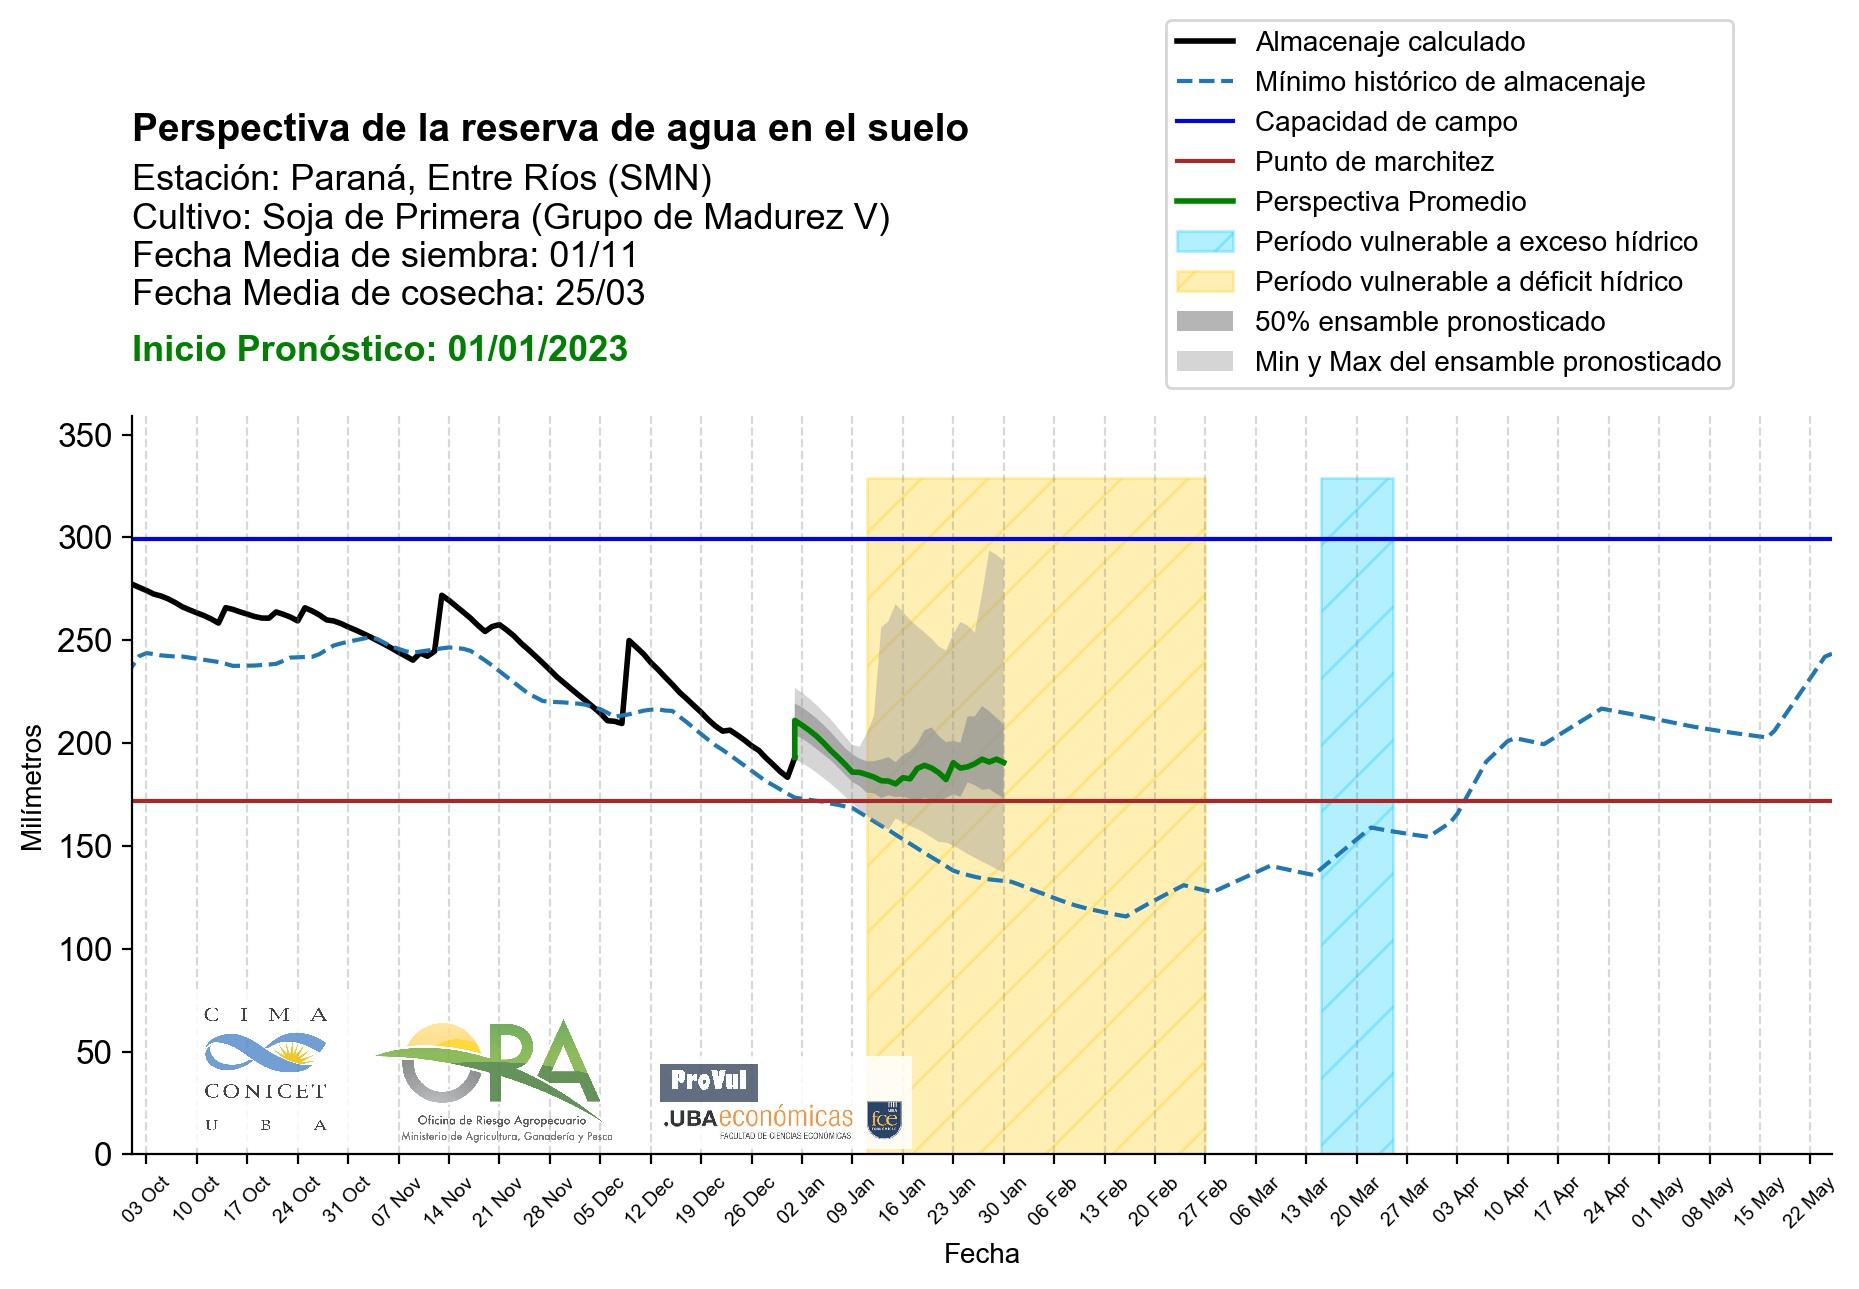 Almacenaje calculado
Mínimo histórico de almacenaje
Capacidad de campo
Punto de marchitez
Perspectiva Promedio
Período vulnerable a exceso hídrico
Período vulnerable a déficit hídrico
50% ensamble pronosticado
Min y Max del ensamble pronosticado
Perspectiva de la reserva de agua en el suelo
Estación: Paraná, Entre Ríos (SMN)
Cultivo: Soja de Primera (Grupo de Madurez V)
Fecha Media de siembra: 01/11
Fecha Media de cosecha: 25/03
Inicio Pronóstico: 01/01/2023
Milímetros
350
300
250
200
150
100
50
0
C I M A
CONICET
U B A
ORA
Oficina de Riesgo Agropecuario
Ministerio de Agricultura, Ganadería y Pesca
ProVul
.UBAeconómicas
FACULTAD DE CIENCIAS ECONÓMICAS
UBA
fce
ECONÓMICAS
03 Oct 10 Oct 17 Oct 24 Oct 31 Oct 07 Nov 14 Nov 21 Nov 28 Nov 05 Dec 12 Dec 19 Dec 26 Dec 02 Jan 09 Jan 16 Jan 23 Jan 30 Jan 06 Feb 13 Feb 20 Feb 27 Feb 06 Mar 13 Mar 20 Mar 27 Mar 03 Apr 10 Apr 17 Apr 24 Apr 01 May 08 May 15 May 22 May
Fecha